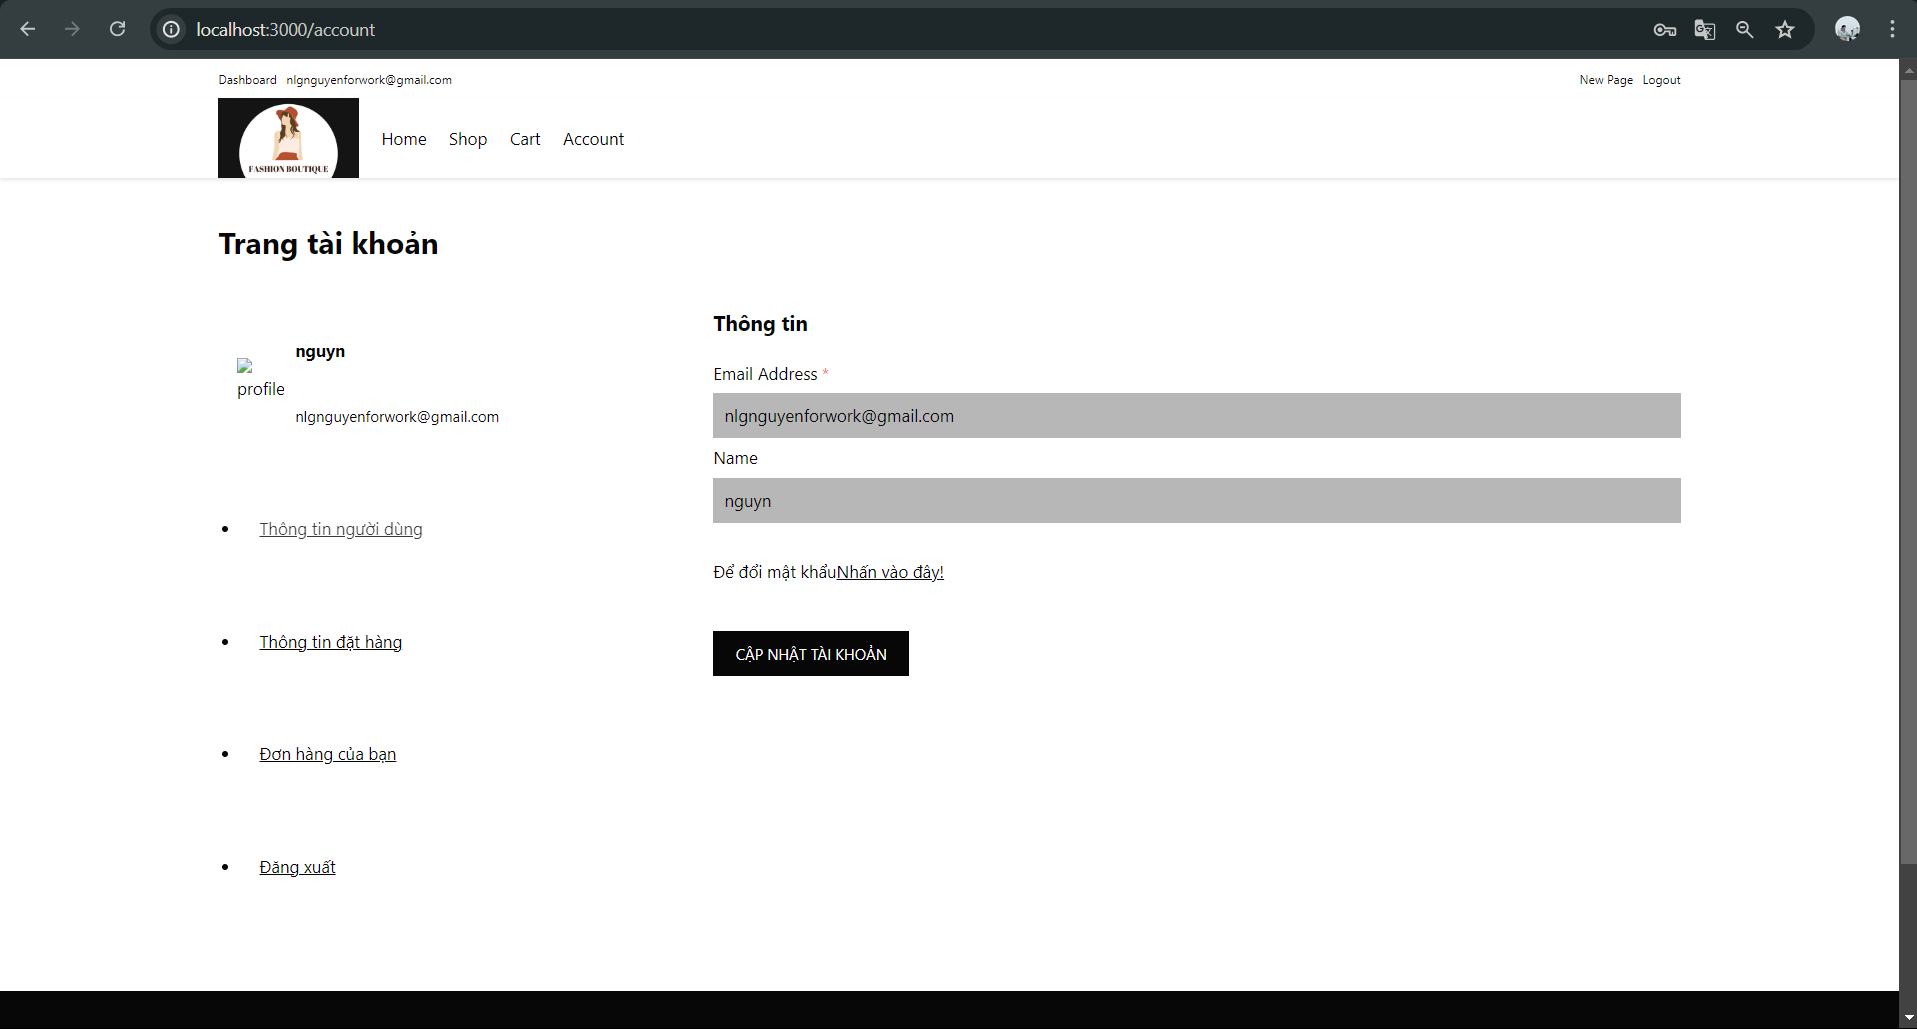 localhost:3000/account
Dashboard nlgnguyenforwork@gmail.com
New Page Logout
FASHION BOUTIQUE
Home Shop Cart Account
Trang tài khoản
profile
nguyn
nlgnguyenforwork@gmail.com
Thông tin người dùng
Thông tin đặt hàng
Đơn hàng của bạn
Đăng xuất
Thông tin
Email Address *
nlgnguyenforwork@gmail.com
Name
nguyn
Để đổi mật khẩuNhấn vào đây!
CẬP NHẬT TÀI KHOẢN